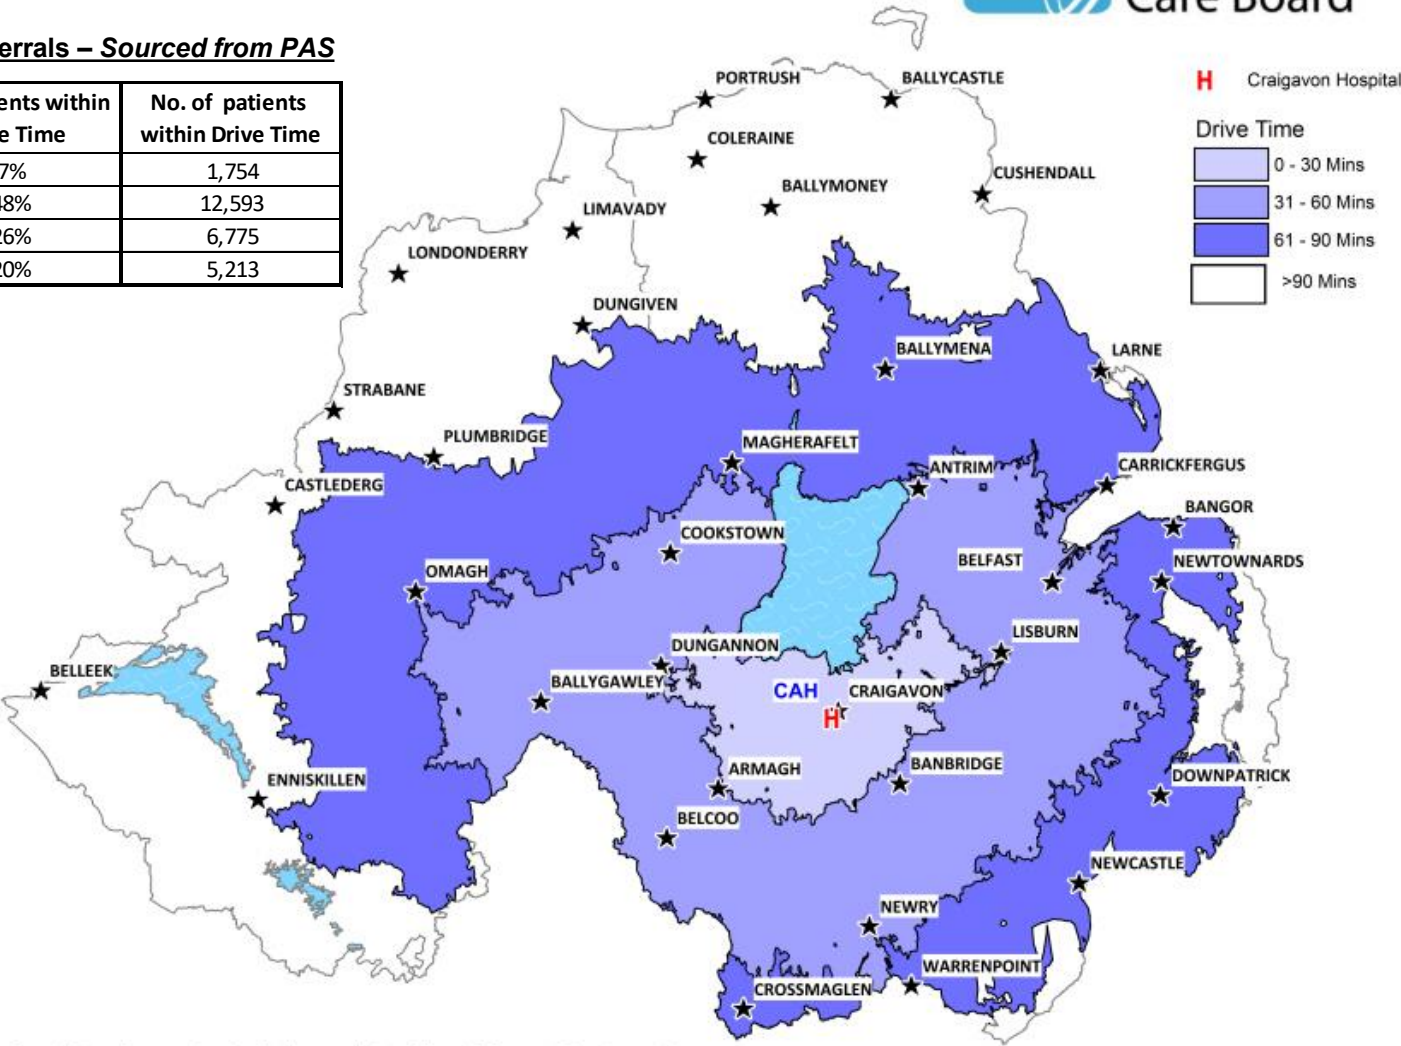 Care Board
errals – Sourced from PAS
ents within
e Time
No. of patients
within Drive Time
7%
1,754
48%
12,593
26%
6,775
20%
5,213
H Craigavon Hospital
Drive Time
0 - 30 Mins
31 - 60 Mins
61 - 90 Mins
>90 Mins
PORTRUSH
BALLYCASTLE
COLERAINE
CUSHENDALL
BALLYMONEY
LIMAVADY
LONDONDERRY
DUNGIVEN
BALLYMENA
LARNE
STRABANE
PLUMBRIDGE
MAGHERAFELT
ANTRIM
CARRICKFERGUS
CASTLEDERG
BANGOR
COOKSTOWN
BELFAST
NEWTOWNARDS
OMAGH
LISBURN
DUNGANNON
BELLEEK
BALLYGAWLEY
CAH
CRAIGAVON
H
ARMAGH
BANBRIDGE
ENNISKILLEN
DOWNPATRICK
BELCOO
NEWCASTLE
NEWRY
WARRENPOINT
CROSSMAGLEN